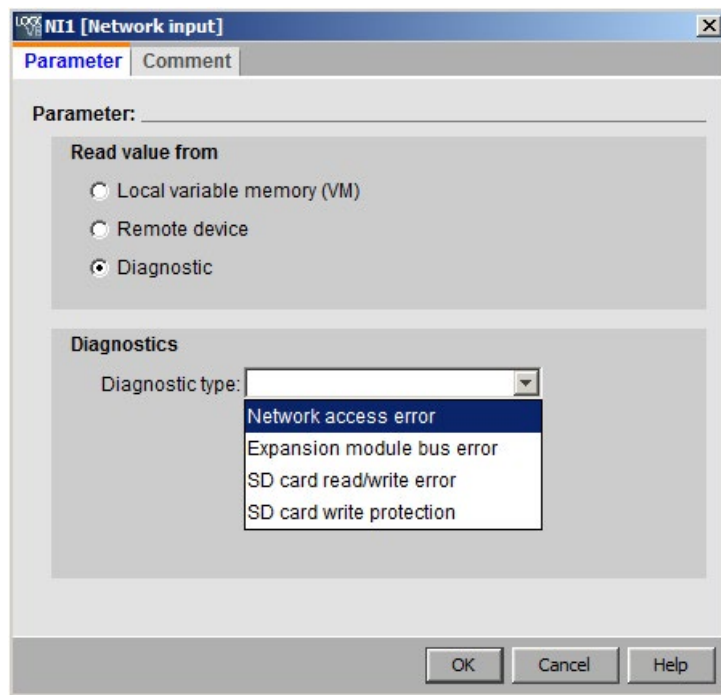 NI1 [Network input]
Parameter Comment
Parameter:
Read value from
Local variable memory (VM)
Remote device
Diagnostic
Diagnostics
Diagnostic type:
Network access error
Expansion module bus error
SD card read/write error
SD card write protection
OK Cancel Help